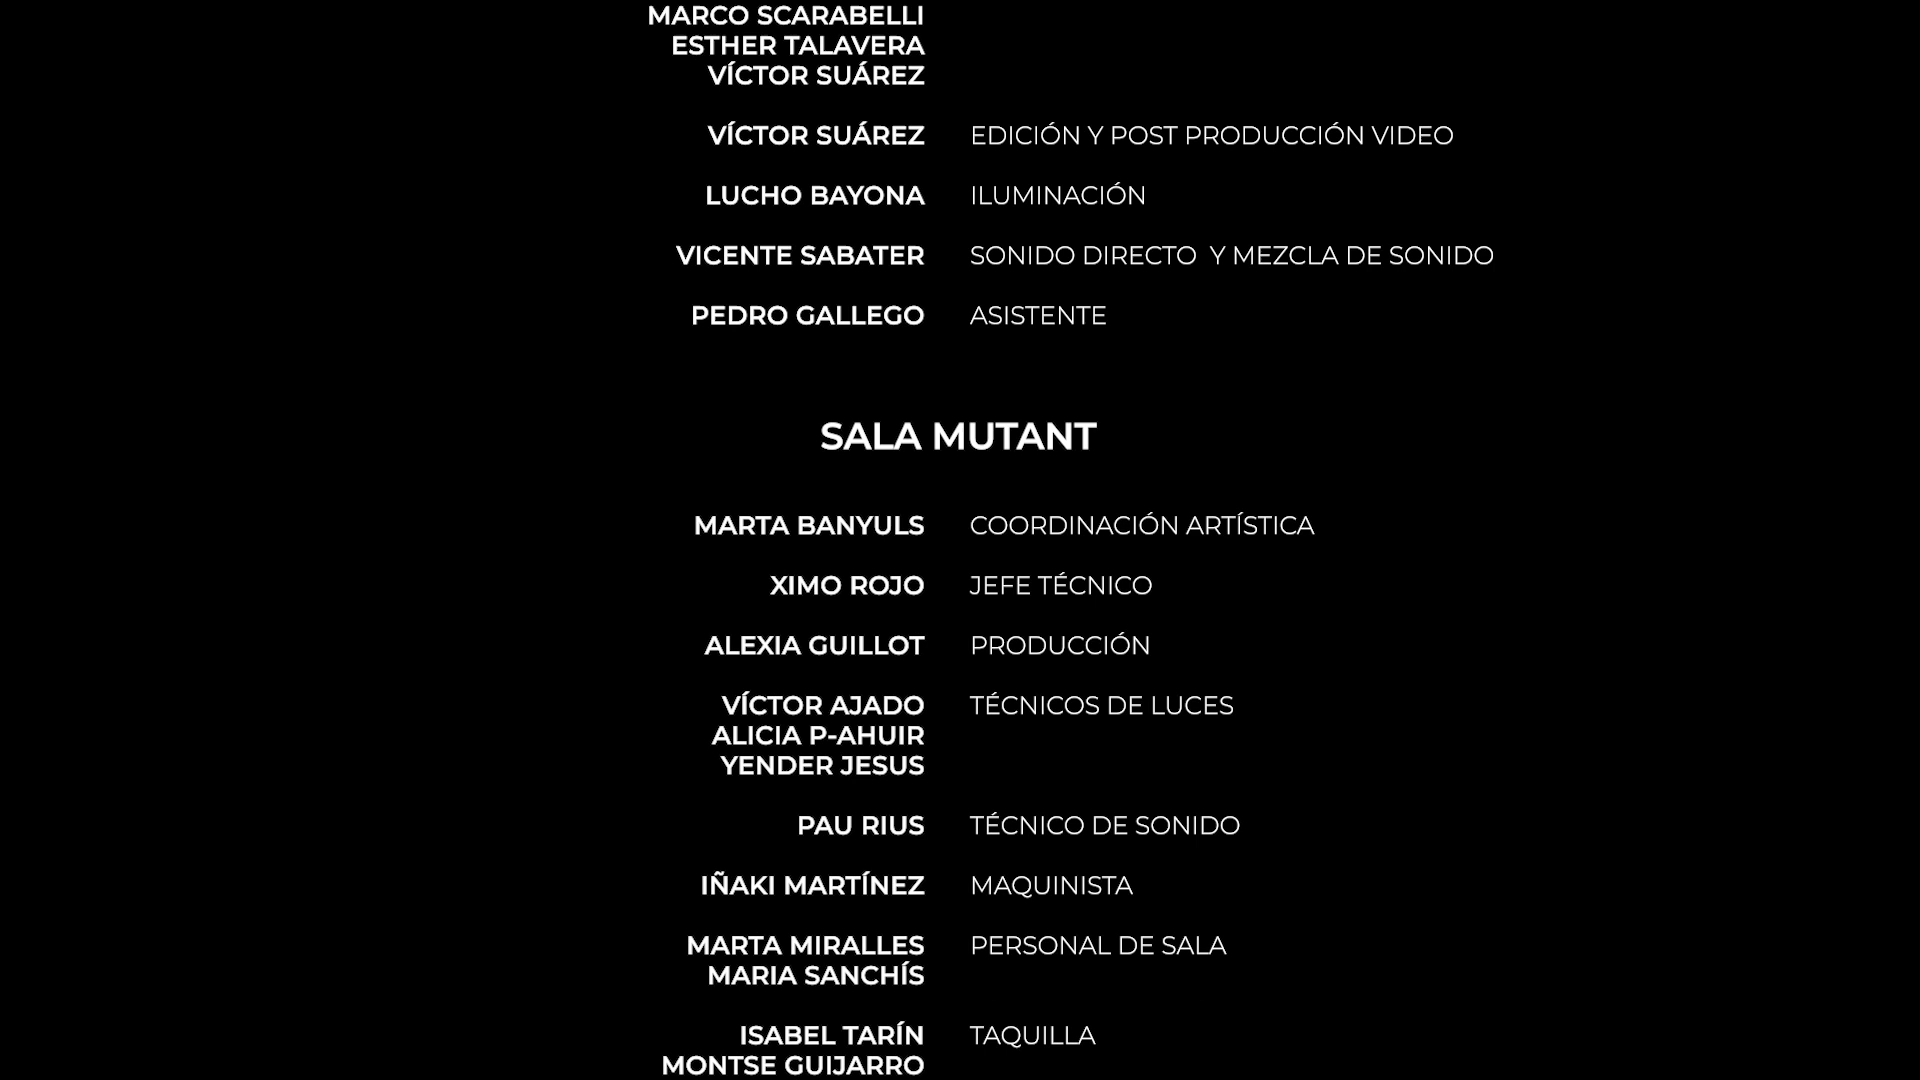 MARCO SCARABELLI
ESTHER TALAVERA
VÍCTOR SUÁREZ
VÍCTOR SUÁREZ EDICIÓN Y POST PRODUCCIÓN VIDEO
LUCHO BAYONA ILUMINACIÓN
VICENTE SABATER SONIDO DIRECTO  Y MEZCLA DE SONIDO
PEDRO GALLEGO ASISTENTE
SALA MUTANT
MARTA BANYULS COORDINACIÓN ARTÍSTICA
XIMO ROJO JEFE TÉCNICO
ALEXIA GUILLOT PRODUCCIÓN
VÍCTOR AJADO TÉCNICOS DE LUCES
ALICIA P-AHUIR
YENDER JESUS
PAU RIUS TÉCNICO DE SONIDO
IÑAKI MARTÍNEZ MAQUINISTA
MARTA MIRALLES PERSONAL DE SALA
MARIA SANCHÍS
ISABEL TARÍN TAQUILLA
MONTSE GUIJARRO